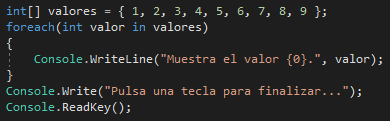 int[] valores = { 1, 2, 3, 4, 5, 6, 7, 8, 9 };
foreach(int valor in valores)
{
    Console.WriteLine("Muestra el valor {0}.", valor);
}
Console.Write("Pulsa una tecla para finalizar...");
Console.ReadKey();